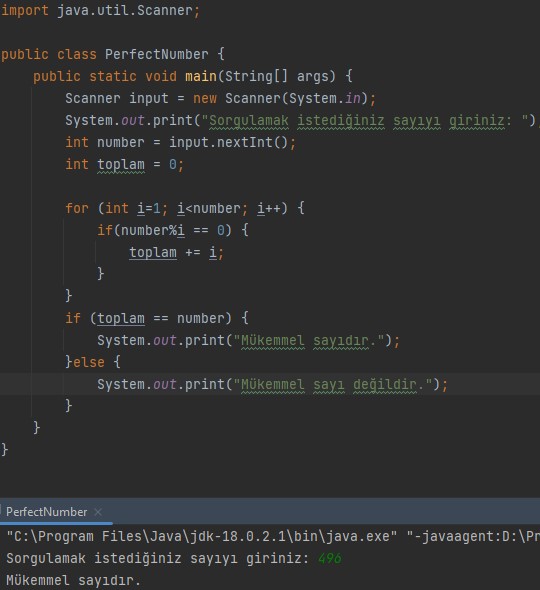 import java.util.Scanner;
public class PerfectNumber {
public static void main(String[] args) {
Scanner input = new Scanner(System.in);
System.out.print("Sorgulamak istediğiniz sayıyı giriniz: ");
int number = input.nextInt();
int toplam = 0;
for (int i=1; i<number; i++) {
if(number%i == 0) {
toplam += i;
}
}
if (toplam == number) {
System.out.print("Mükemmel sayıdır.");
}else {
System.out.print("Mükemmel sayı değildir.");
}
}
}
PerfectNumber ×
"C:\Program Files\Java\jdk-18.0.2.1\bin\java.exe" "-javaagent:D:\Pr
Sorgulamak istediğiniz sayıyı giriniz: 496
Mükemmel sayıdır.